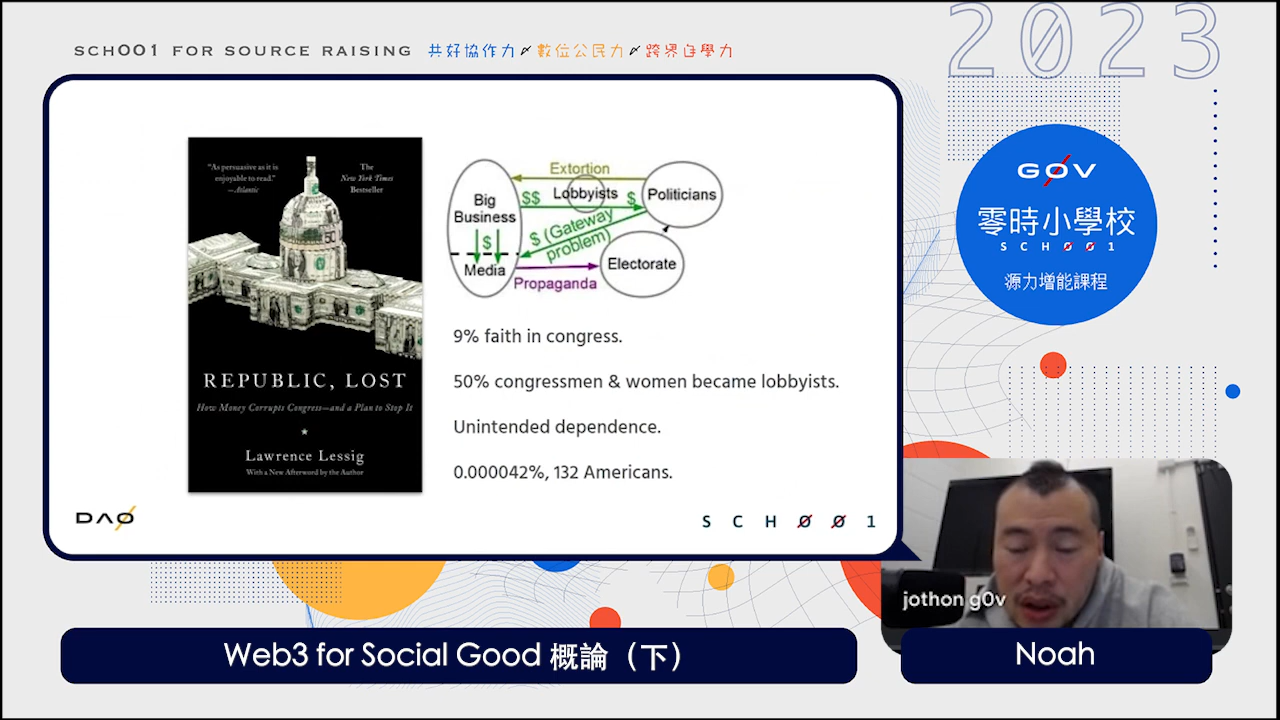 SCH001 FOR SOURCE RAISING 共好協作力 數位公民力 跨界自學力
2023
G0V
零時小學校
SCH001
源力增能課程
“As persuasive as it is
enjoyable to read.”
—Atlantic
The
New York Times
Bestseller
REPUBLIC, LOST
How Money Corrupts Congress—and a Plan to Stop It
Lawrence Lessig
With a New Afterword by the Author
Extortion
Big
Business
$$
Lobbyists
$
Politicians
$
$ (Gateway
problem)
Media
Electorate
Propaganda
9% faith in congress.
50% congressmen & women became lobbyists.
Unintended dependence.
0.000042%, 132 Americans.
DAO
SCH001
jothon g0v
Web3 for Social Good 概論（下）
Noah